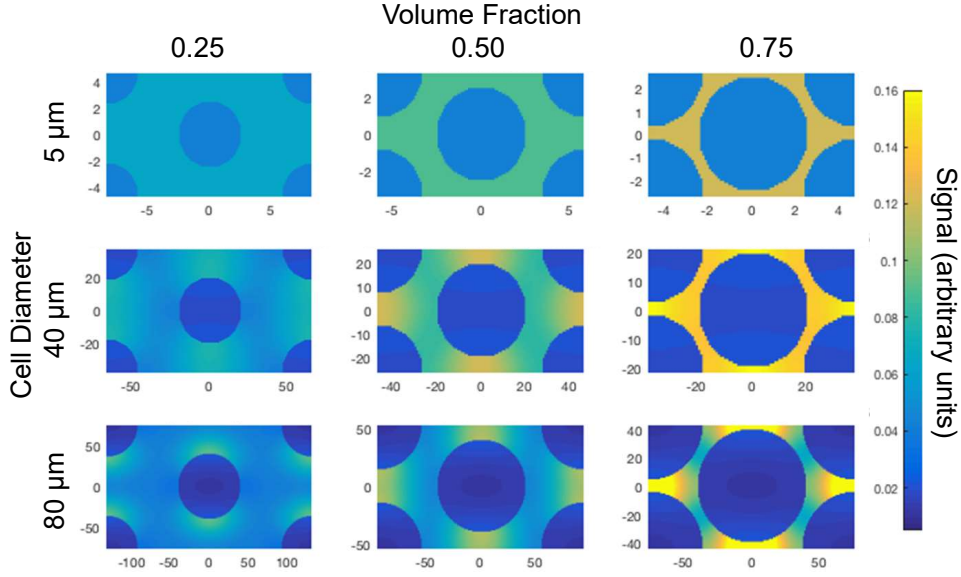 Volume Fraction
0.25 0.50 0.75
Cell Diameter
5 µm
4
2
0
-2
-4
-5 0 5
2
0
-2
-5 0 5
2
1
0
-1
-2
-4 -2 0 2 4
40 µm
20
0
-20
-50 0 50
20
10
0
-10
-20
-40 -20 0 20 40
20
10
0
-10
-20
-20 0 20
80 µm
50
0
-50
-100 -50 0 50 100
50
0
-50
-50 0 50
40
20
0
-20
-40
-50 0 50
0.16
0.14
0.12
0.1
0.08
0.06
0.04
0.02
Signal (arbitrary units)